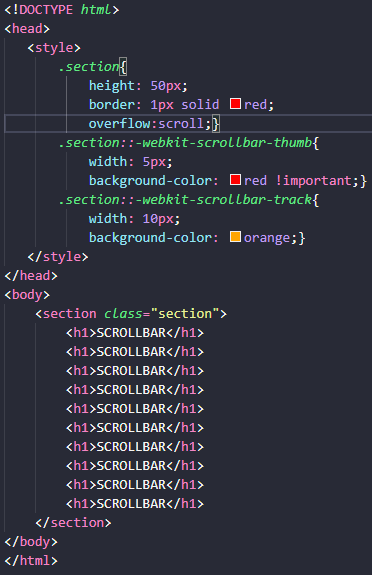 <!DOCTYPE html>
<head>
    <style>
        .section{
            height: 50px;
            border: 1px solid red;
            overflow:scroll;}
        .section::-webkit-scrollbar-thumb{
            width: 5px;
            background-color: red !important;}
        .section::-webkit-scrollbar-track{
            width: 10px;
            background-color: orange;}
    </style>
</head>
<body>
    <section class="section">
        <h1>SCROLLBAR</h1>
        <h1>SCROLLBAR</h1>
        <h1>SCROLLBAR</h1>
        <h1>SCROLLBAR</h1>
        <h1>SCROLLBAR</h1>
        <h1>SCROLLBAR</h1>
        <h1>SCROLLBAR</h1>
        <h1>SCROLLBAR</h1>
        <h1>SCROLLBAR</h1>
        <h1>SCROLLBAR</h1>
    </section>
</body>
</html>